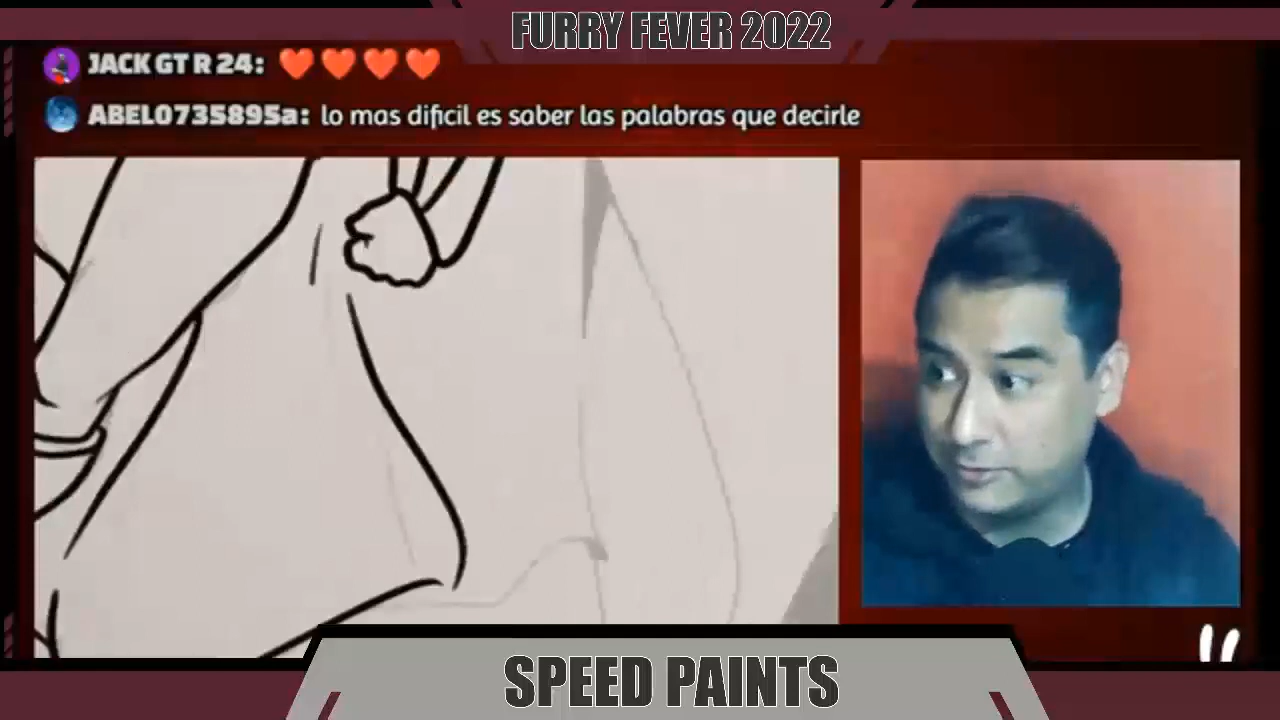 FURRY FEVER 2022
JACK GT R 24: ❤️ ❤️ ❤️ ❤️
ABEL0735895a: lo mas dificil es saber las palabras que decirle
SPEED PAINTS